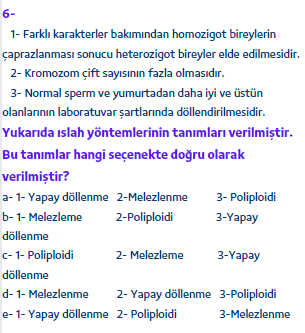 6-
1- Farklı karakterler bakımından homozigot bireylerin
çaprazlanması sonucu heterozigot bireyler elde edilmesidir.
2- Kromozom çift sayısının fazla olmasıdır.
3- Normal sperm ve yumurtadan daha iyi ve üstün
olanlarının laboratuvar şartlarında döllendirilmesidir.
Yukarıda ıslah yöntemlerinin tanımları verilmiştir.
Bu tanımlar hangi seçenekte doğru olarak
verilmiştir?
a- 1- Yapay döllenme 2-Melezlenme 3- Poliploidi
b- 1- Melezleme 2-Poliploidi 3-Yapay
döllenme
c- 1- Poliploidi 2- Melezleme 3-Yapay
döllenme
d- 1- Melezlenme 2- Yapay döllenme 3-Poliploidi
e- 1- Yapay döllenme 2- Poliploidi 3-Melezlenme